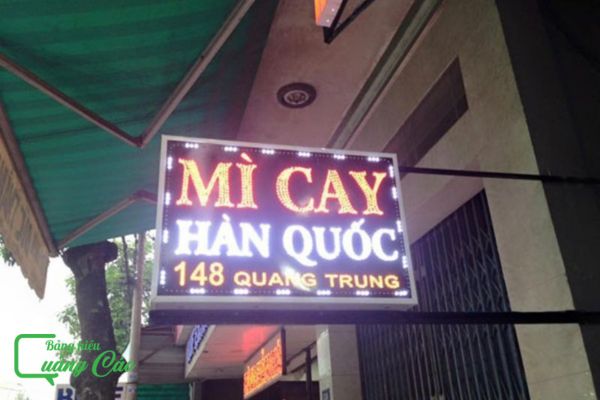 MÌ CAY
HÀN QUỐC
148 QUANG TRUNG
Bảng hiệu
Quảng Cáo